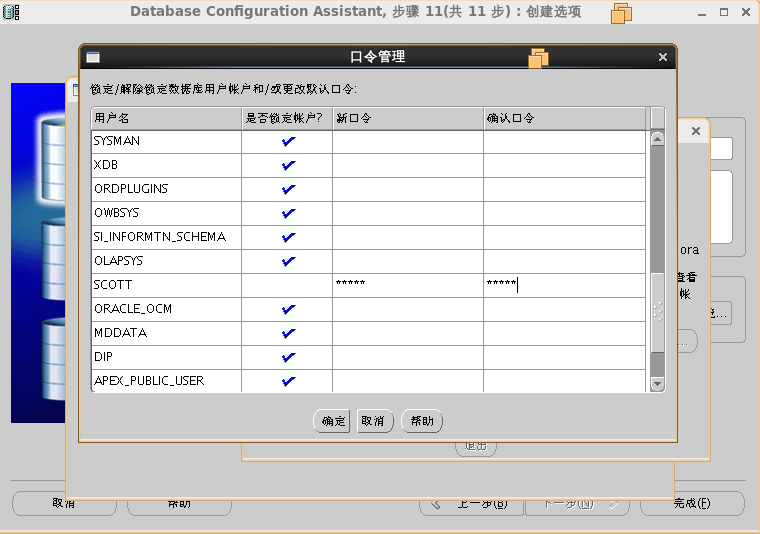 Database Configuration Assistant, 步骤 11(共 11 步) : 创建选项
口令管理
锁定/解除锁定数据库用户帐户和/或更改默认口令:
用户名 是否锁定帐户? 新口令 确认口令
SYSMAN
XDB
ORDPLUGINS
OWBSYS
SI_INFORMTN_SCHEMA
OLAPSYS
SCOTT ***** *****
ORACLE_OCM
MDDATA
DIP
APEX_PUBLIC_USER
确定 取消 帮助
ora
查看
帐
...
退出
取消 帮助 上一步(B) 下一步(N) 完成(F)